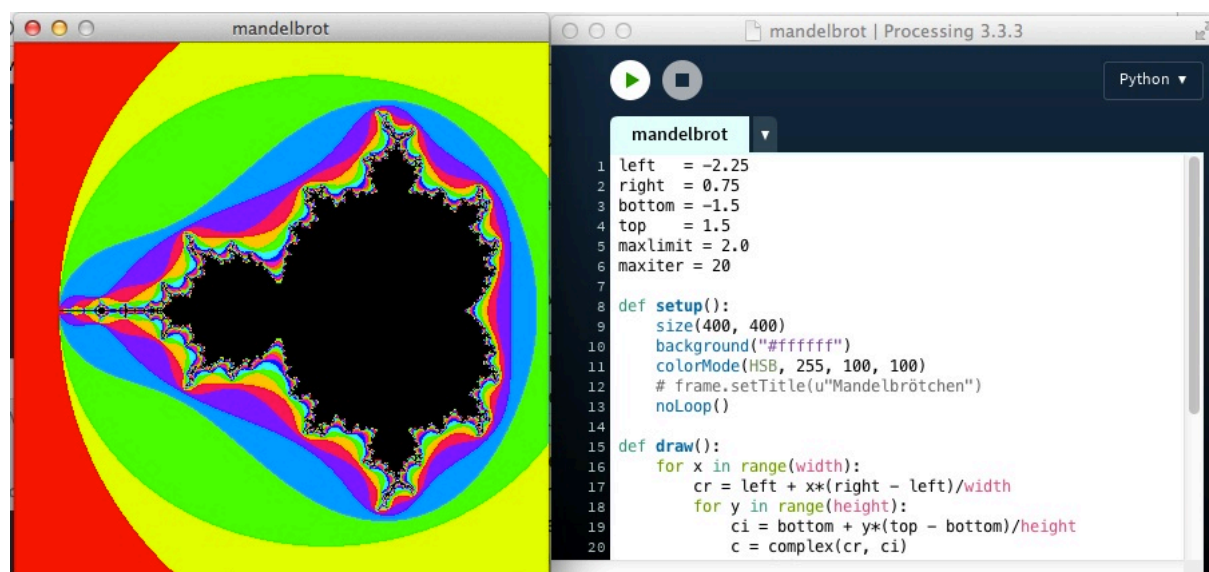 mandelbrot
mandelbrot | Processing 3.3.3
Python ▼
mandelbrot ▼
1 left   = -2.25
2 right  = 0.75
3 bottom = -1.5
4 top    = 1.5
5 maxlimit = 2.0
6 maxiter = 20
7
8 def setup():
9     size(400, 400)
10     background("#ffffff")
11     colorMode(HSB, 255, 100, 100)
12     # frame.setTitle(u"Mandelbrötchen")
13     noLoop()
14
15 def draw():
16     for x in range(width):
17         cr = left + x*(right - left)/width
18         for y in range(height):
19             ci = bottom + y*(top - bottom)/height
20             c = complex(cr, ci)